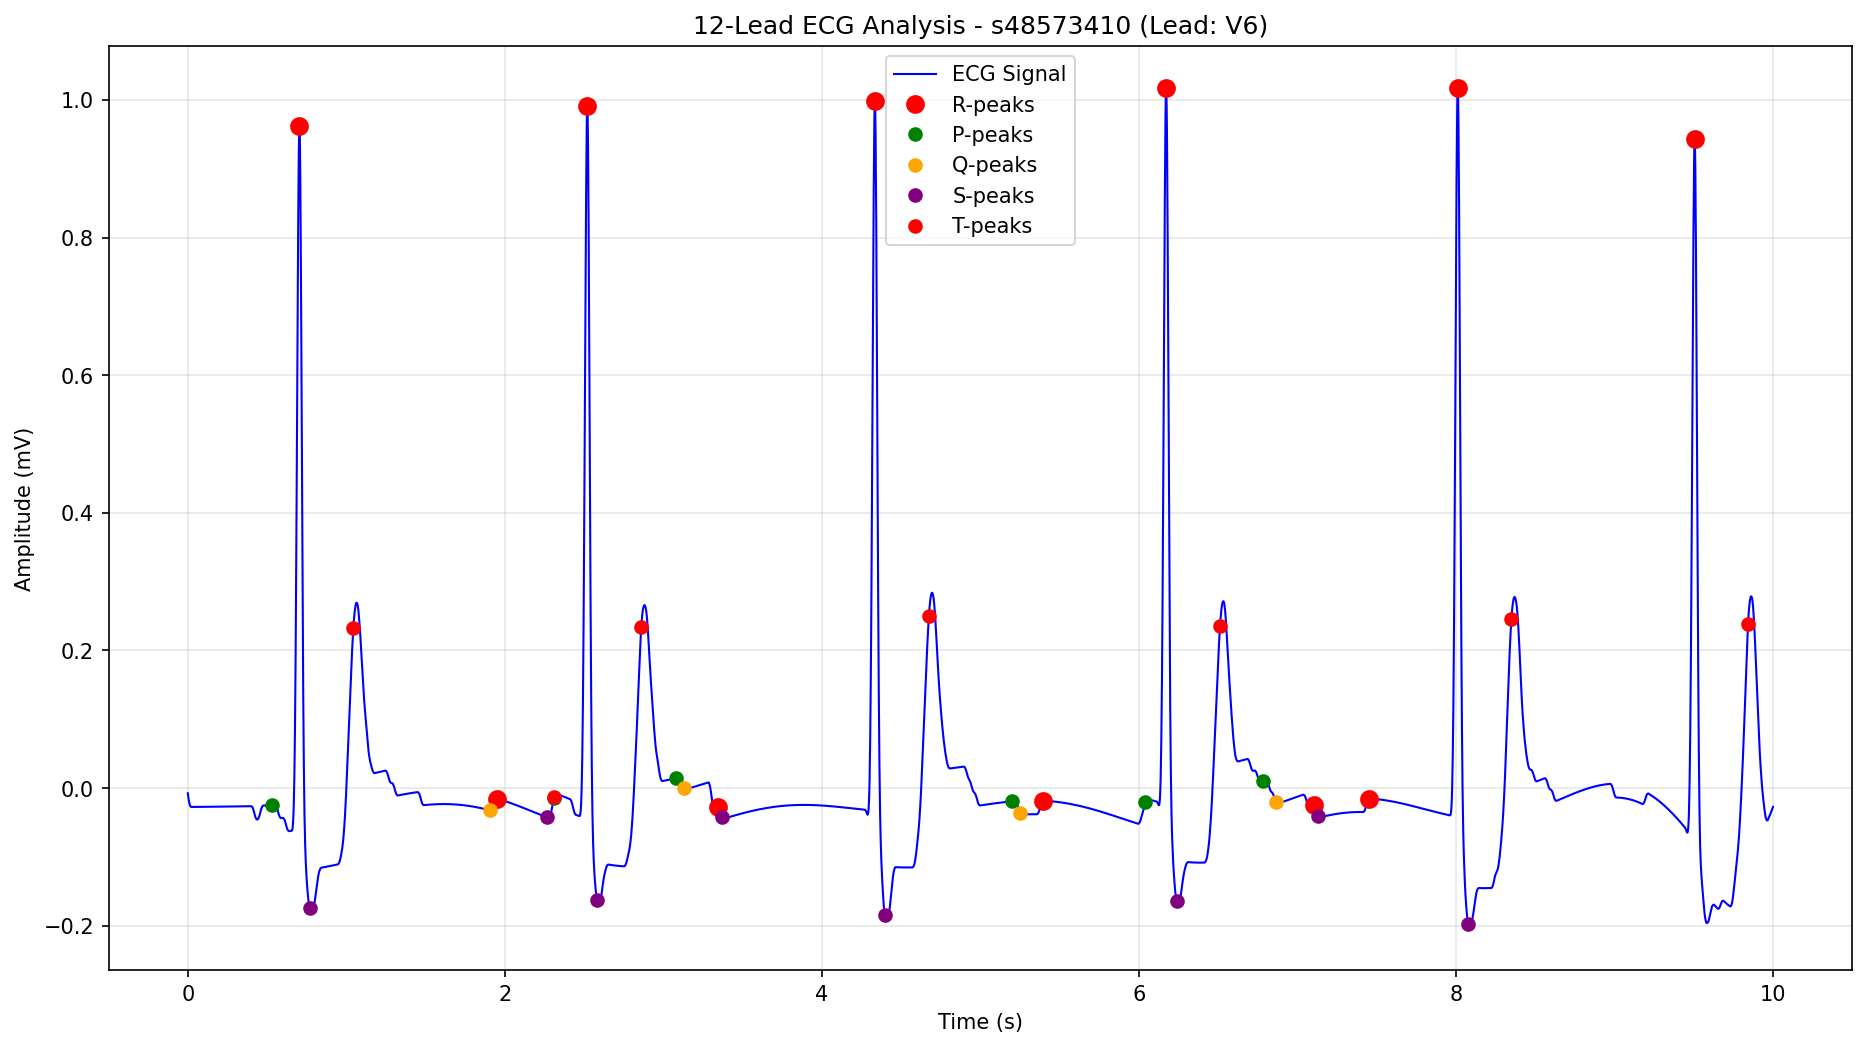 12-Lead ECG Analysis - s48573410 (Lead: V6)
ECG Signal
R-peaks
P-peaks
Q-peaks
S-peaks
T-peaks
Amplitude (mV)
1.0
0.8
0.6
0.4
0.2
0.0
−0.2
0 2 4 6 8 10
Time (s)